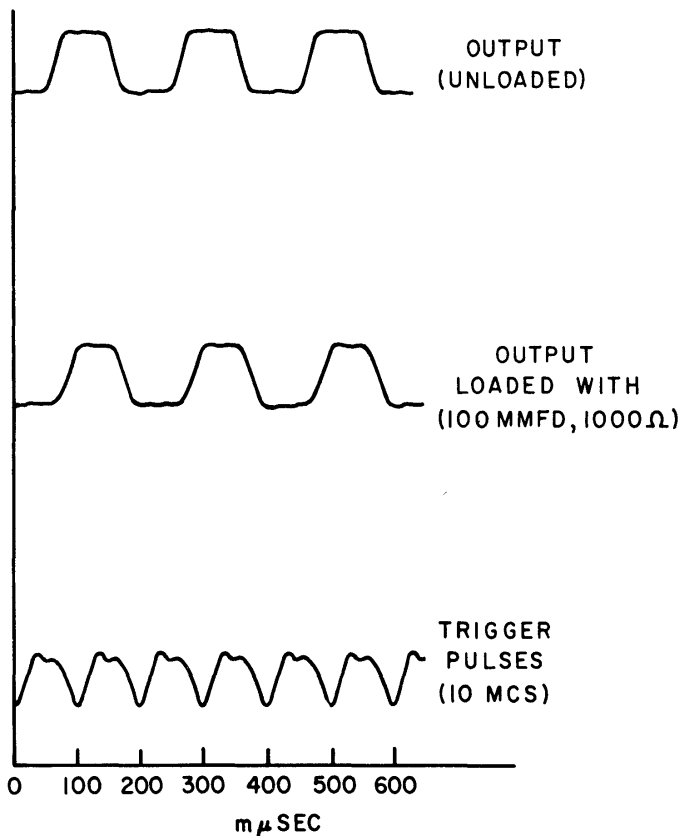 OUTPUT
(UNLOADED)
OUTPUT
LOADED WITH
(100 MMFD, 1000Ω)
TRIGGER
PULSES
(10 MCS)
0 100 200 300 400 500 600
mμSEC